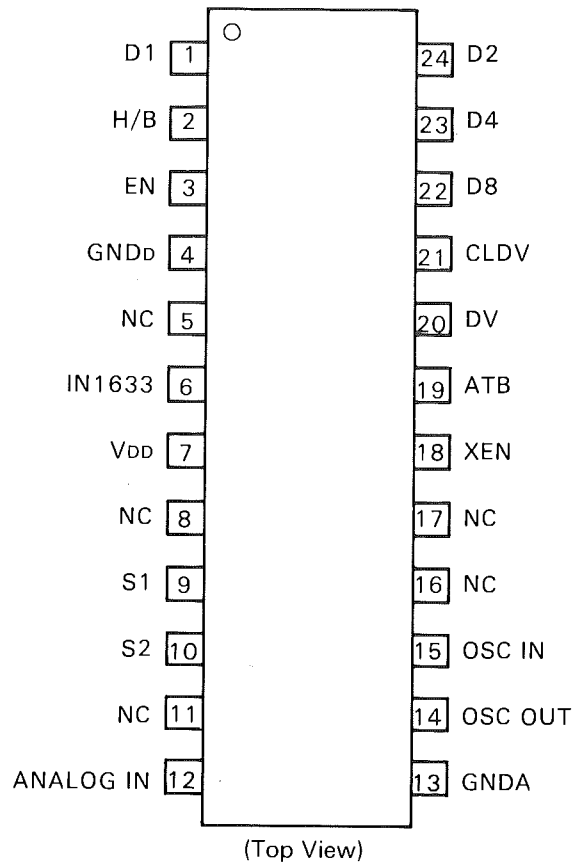 D1 1 24 D2
H/B 2 23 D4
EN 3 22 D8
GNDD 4 21 CLDV
NC 5 20 DV
IN1633 6 19 ATB
VDD 7 18 XEN
NC 8 17 NC
S1 9 16 NC
S2 10 15 OSC IN
NC 11 14 OSC OUT
ANALOG IN 12 13 GNDA
(Top View)